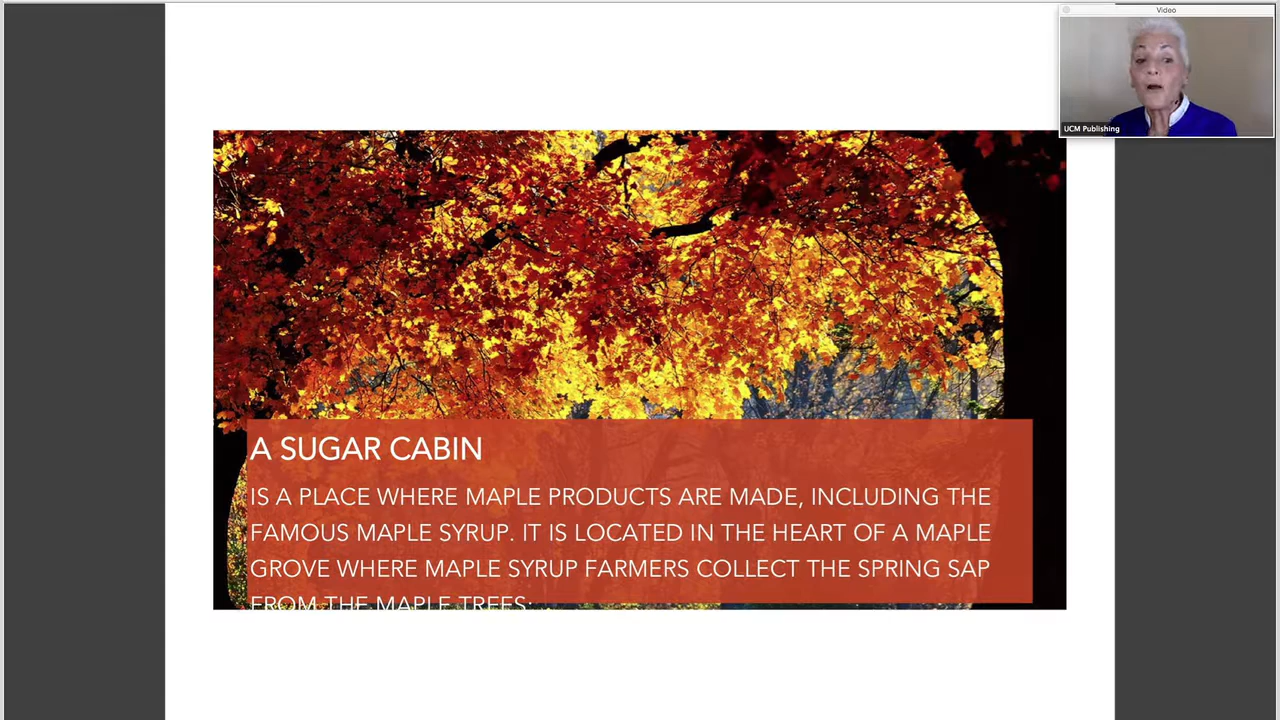 Video
UCM Publishing
A SUGAR CABIN
IS A PLACE WHERE MAPLE PRODUCTS ARE MADE, INCLUDING THE
FAMOUS MAPLE SYRUP. IT IS LOCATED IN THE HEART OF A MAPLE
GROVE WHERE MAPLE SYRUP FARMERS COLLECT THE SPRING SAP
FROM THE MAPLE TREES;